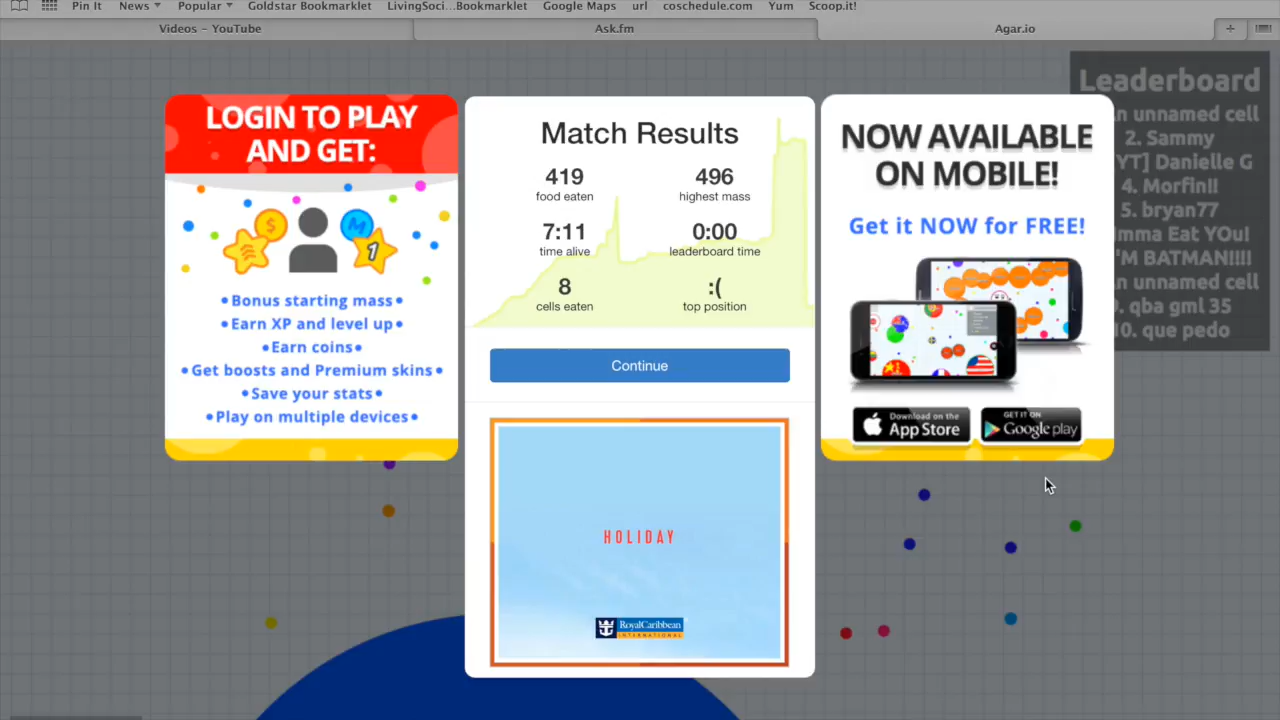 Pin It
News
Popular
Goldstar Bookmarklet
LivingSoci...Bookmarklet
Google Maps
url
coschedule.com
Yum
Scoop.it!
Videos – YouTube
Ask.fm
Agar.io
LOGIN TO PLAY
AND GET:
$
M
1
•Bonus starting mass•
•Earn XP and level up•
•Earn coins•
•Get boosts and Premium skins•
•Save your stats•
•Play on multiple devices•
Match Results
419
food eaten
496
highest mass
7:11
time alive
0:00
leaderboard time
8
cells eaten
:(
top position
Continue
HOLIDAY
RoyalCaribbean
INTERNATIONAL
NOW AVAILABLE
ON MOBILE!
Get it NOW for FREE!
Download on the
App Store
GET IT ON
Google play
Leaderboard
n unnamed cell
2. Sammy
YT] Danielle G
4. Morfin!!
5. bryan77
mma Eat YOu!
'M BATMAN!!!!
n unnamed cell
9. qba gml 35
10. que pedo